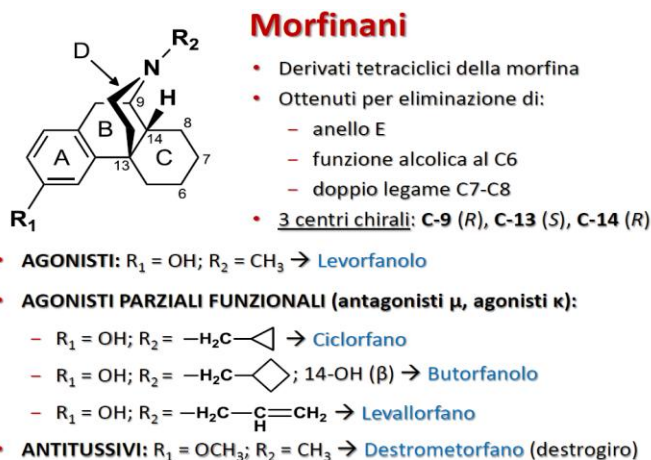 Morfinani
R2
D
N
H
9
8
B
14
A
C
7
13
6
R1
• Derivati tetraciclici della morfina
• Ottenuti per eliminazione di:
– anello E
– funzione alcolica al C6
– doppio legame C7-C8
• 3 centri chirali: C-9 (R), C-13 (S), C-14 (R)
• AGONISTI: R1 = OH; R2 = CH3 → Levorfanolo
• AGONISTI PARZIALI FUNZIONALI (antagonisti μ, agonisti κ):
– R1 = OH; R2 = –H2C– → Ciclorfano
– R1 = OH; R2 = –H2C– ; 14-OH (β) → Butorfanolo
– R1 = OH; R2 = –H2C–C=CH2 → Levallorfano
H
• ANTITUSSIVI: R1 = OCH3; R2 = CH3 → Destrometorfano (destrogiro)